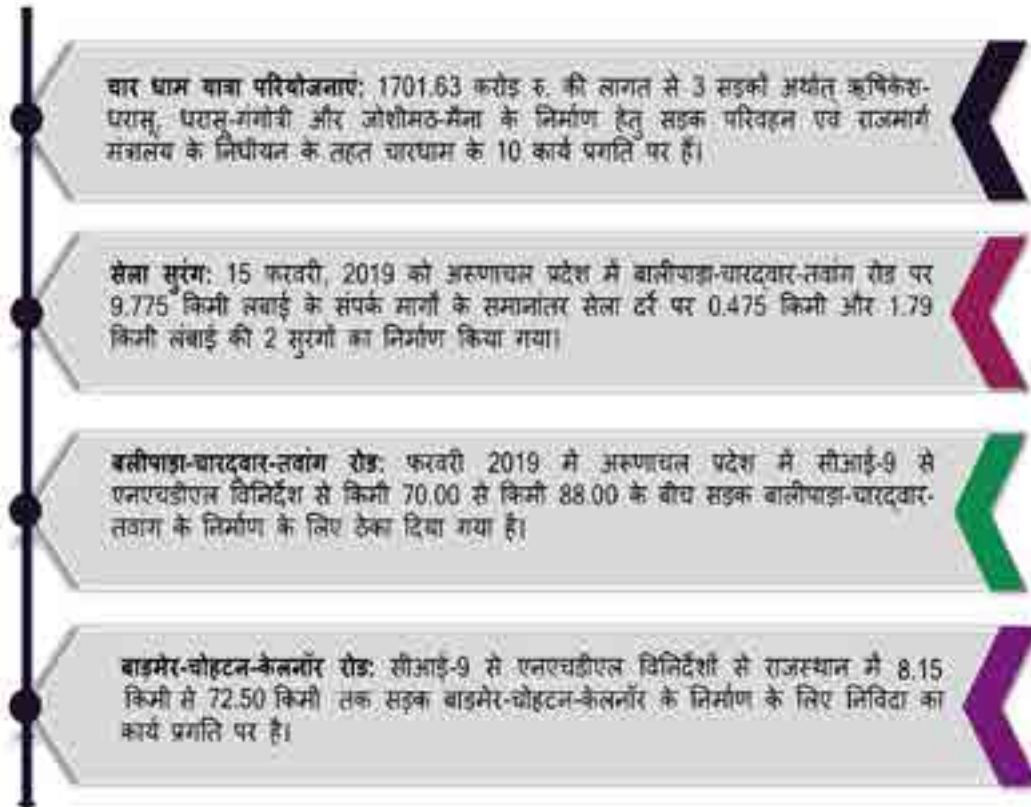 चार धाम यात्रा परियोजनाएं: 1701.63 करोड़ रु. की लागत से 3 सड़कों अर्थात् ऋषिकेश-
धरासू, धरासू-गंगोत्री और जोशीमठ-मैना के निर्माण हेतु सड़क परिवहन एवं राजमार्ग
मंत्रालय के निधीयन के तहत चारधाम के 10 कार्य प्रगति पर हैं।
सेला सुरंग: 15 फरवरी, 2019 को अरूणाचल प्रदेश में बालीपाड़ा-चारद्वार-तवांग रोड पर
9.775 किमी लंबाई के संपर्क मार्गों के समानांतर सेला दर्रे पर 0.475 किमी और 1.79
किमी लंबाई की 2 सुरंगों का निर्माण किया गया।
बलीपाड़ा-चारद्वार-तवांग रोड: फरवरी 2019 में अरूणाचल प्रदेश में सीआई-9 से
एनएचडीएल विनिर्देश से किमी 70.00 से किमी 88.00 के बीच सड़क बालीपाड़ा-चारद्वार-
तवांग के निर्माण के लिए ठेका दिया गया है।
बाड़मेर-चोहटन-केलनॉर रोड: सीआई-9 से एनएचडीएल विनिर्देशों से राजस्थान में 8.15
किमी से 72.50 किमी तक सड़क बाड़मेर-चोहटन-केलनॉर के निर्माण के लिए निविदा का
कार्य प्रगति पर है।